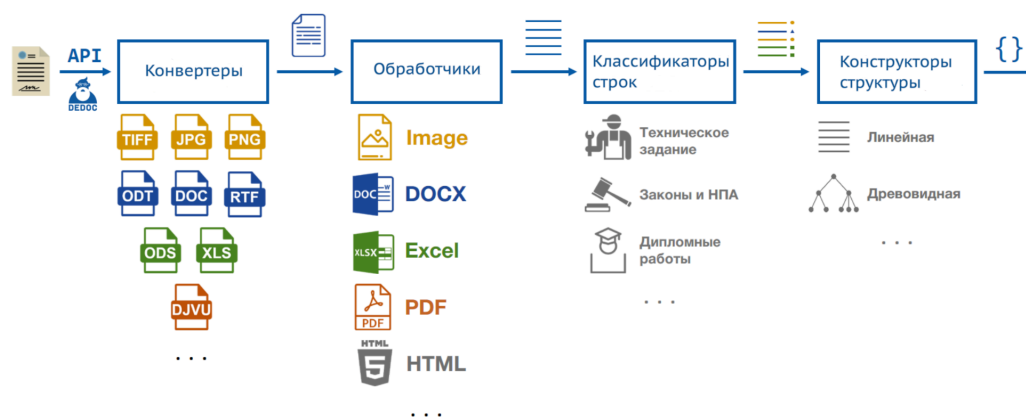 API
DEDOC
Конвертеры
Обработчики
Классификаторы
строк
Конструкторы
структуры
{}
TIFF
JPG
PNG
ODT
DOC
RTF
ODS
XLS
DJVU
...
Image
DOC W DOCX
XLSX Excel
PDF PDF
HTML 5 HTML
...
Техническое
задание
Законы и НПА
Дипломные
работы
...
Линейная
Древовидная
...